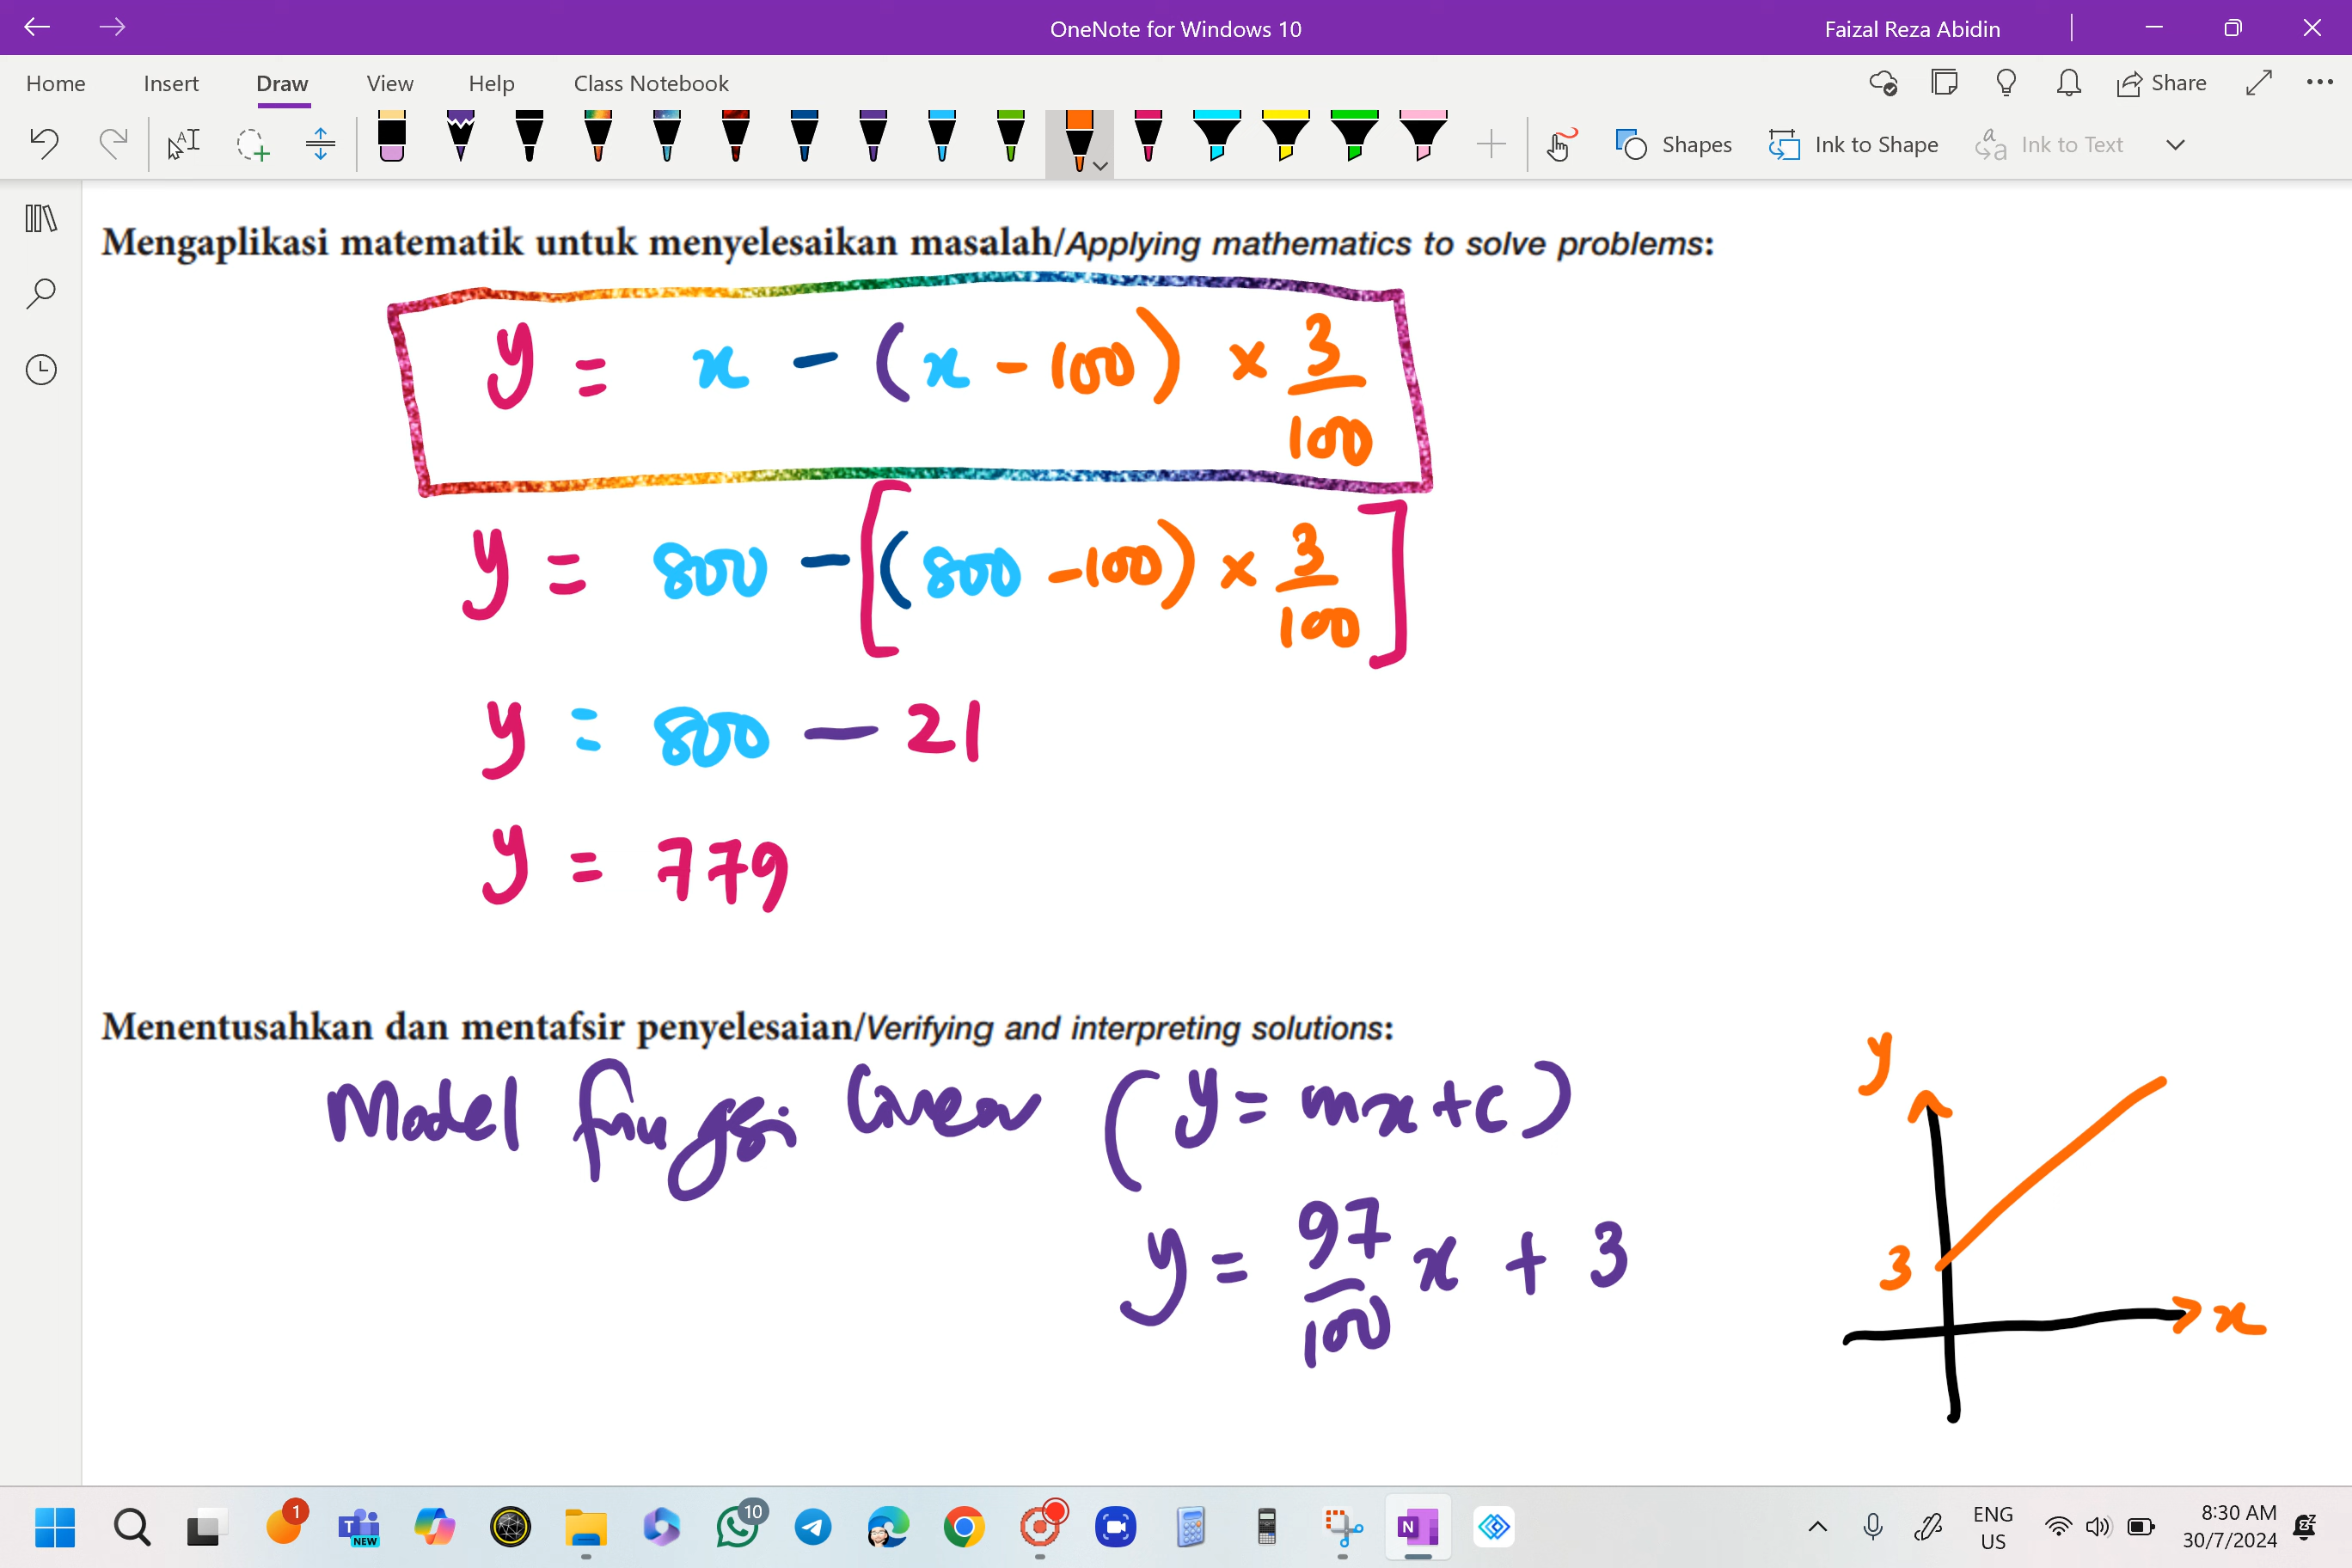 OneNote for Windows 10
Faizal Reza Abidin
Home Insert Draw View Help Class Notebook
Share
Shapes Ink to Shape Ink to Text
Mengaplikasi matematik untuk menyelesaikan masalah/Applying mathematics to solve problems:
y = x - (x - 100) × 3/100
y = 800 - [(800 - 100) × 3/100]
y = 800 - 21
y = 779
Menentusahkan dan mentafsir penyelesaian/Verifying and interpreting solutions:
Model fungsi linear (y = mx + c)
y = 97/100 x + 3
y
3
x
1
NEW
10
ENG
US
8:30 AM
30/7/2024